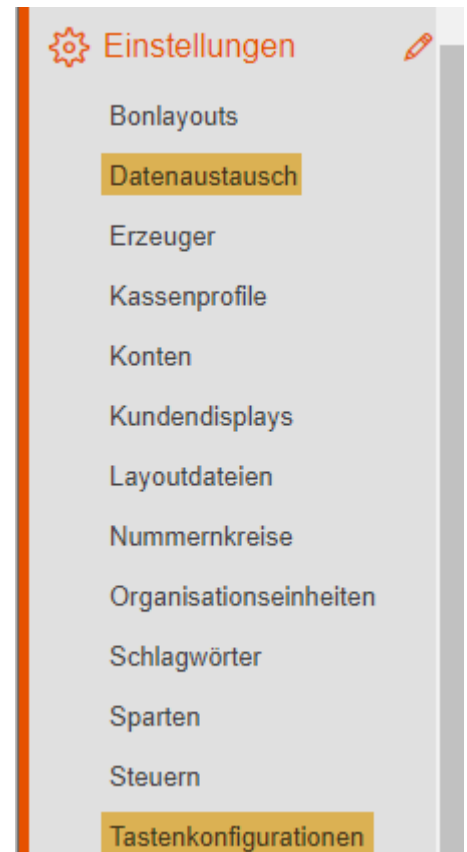 Einstellungen
Bonlayouts
Datenaustausch
Erzeuger
Kassenprofile
Konten
Kundendisplays
Layoutdateien
Nummernkreise
Organisationseinheiten
Schlagwörter
Sparten
Steuern
Tastenkonfigurationen